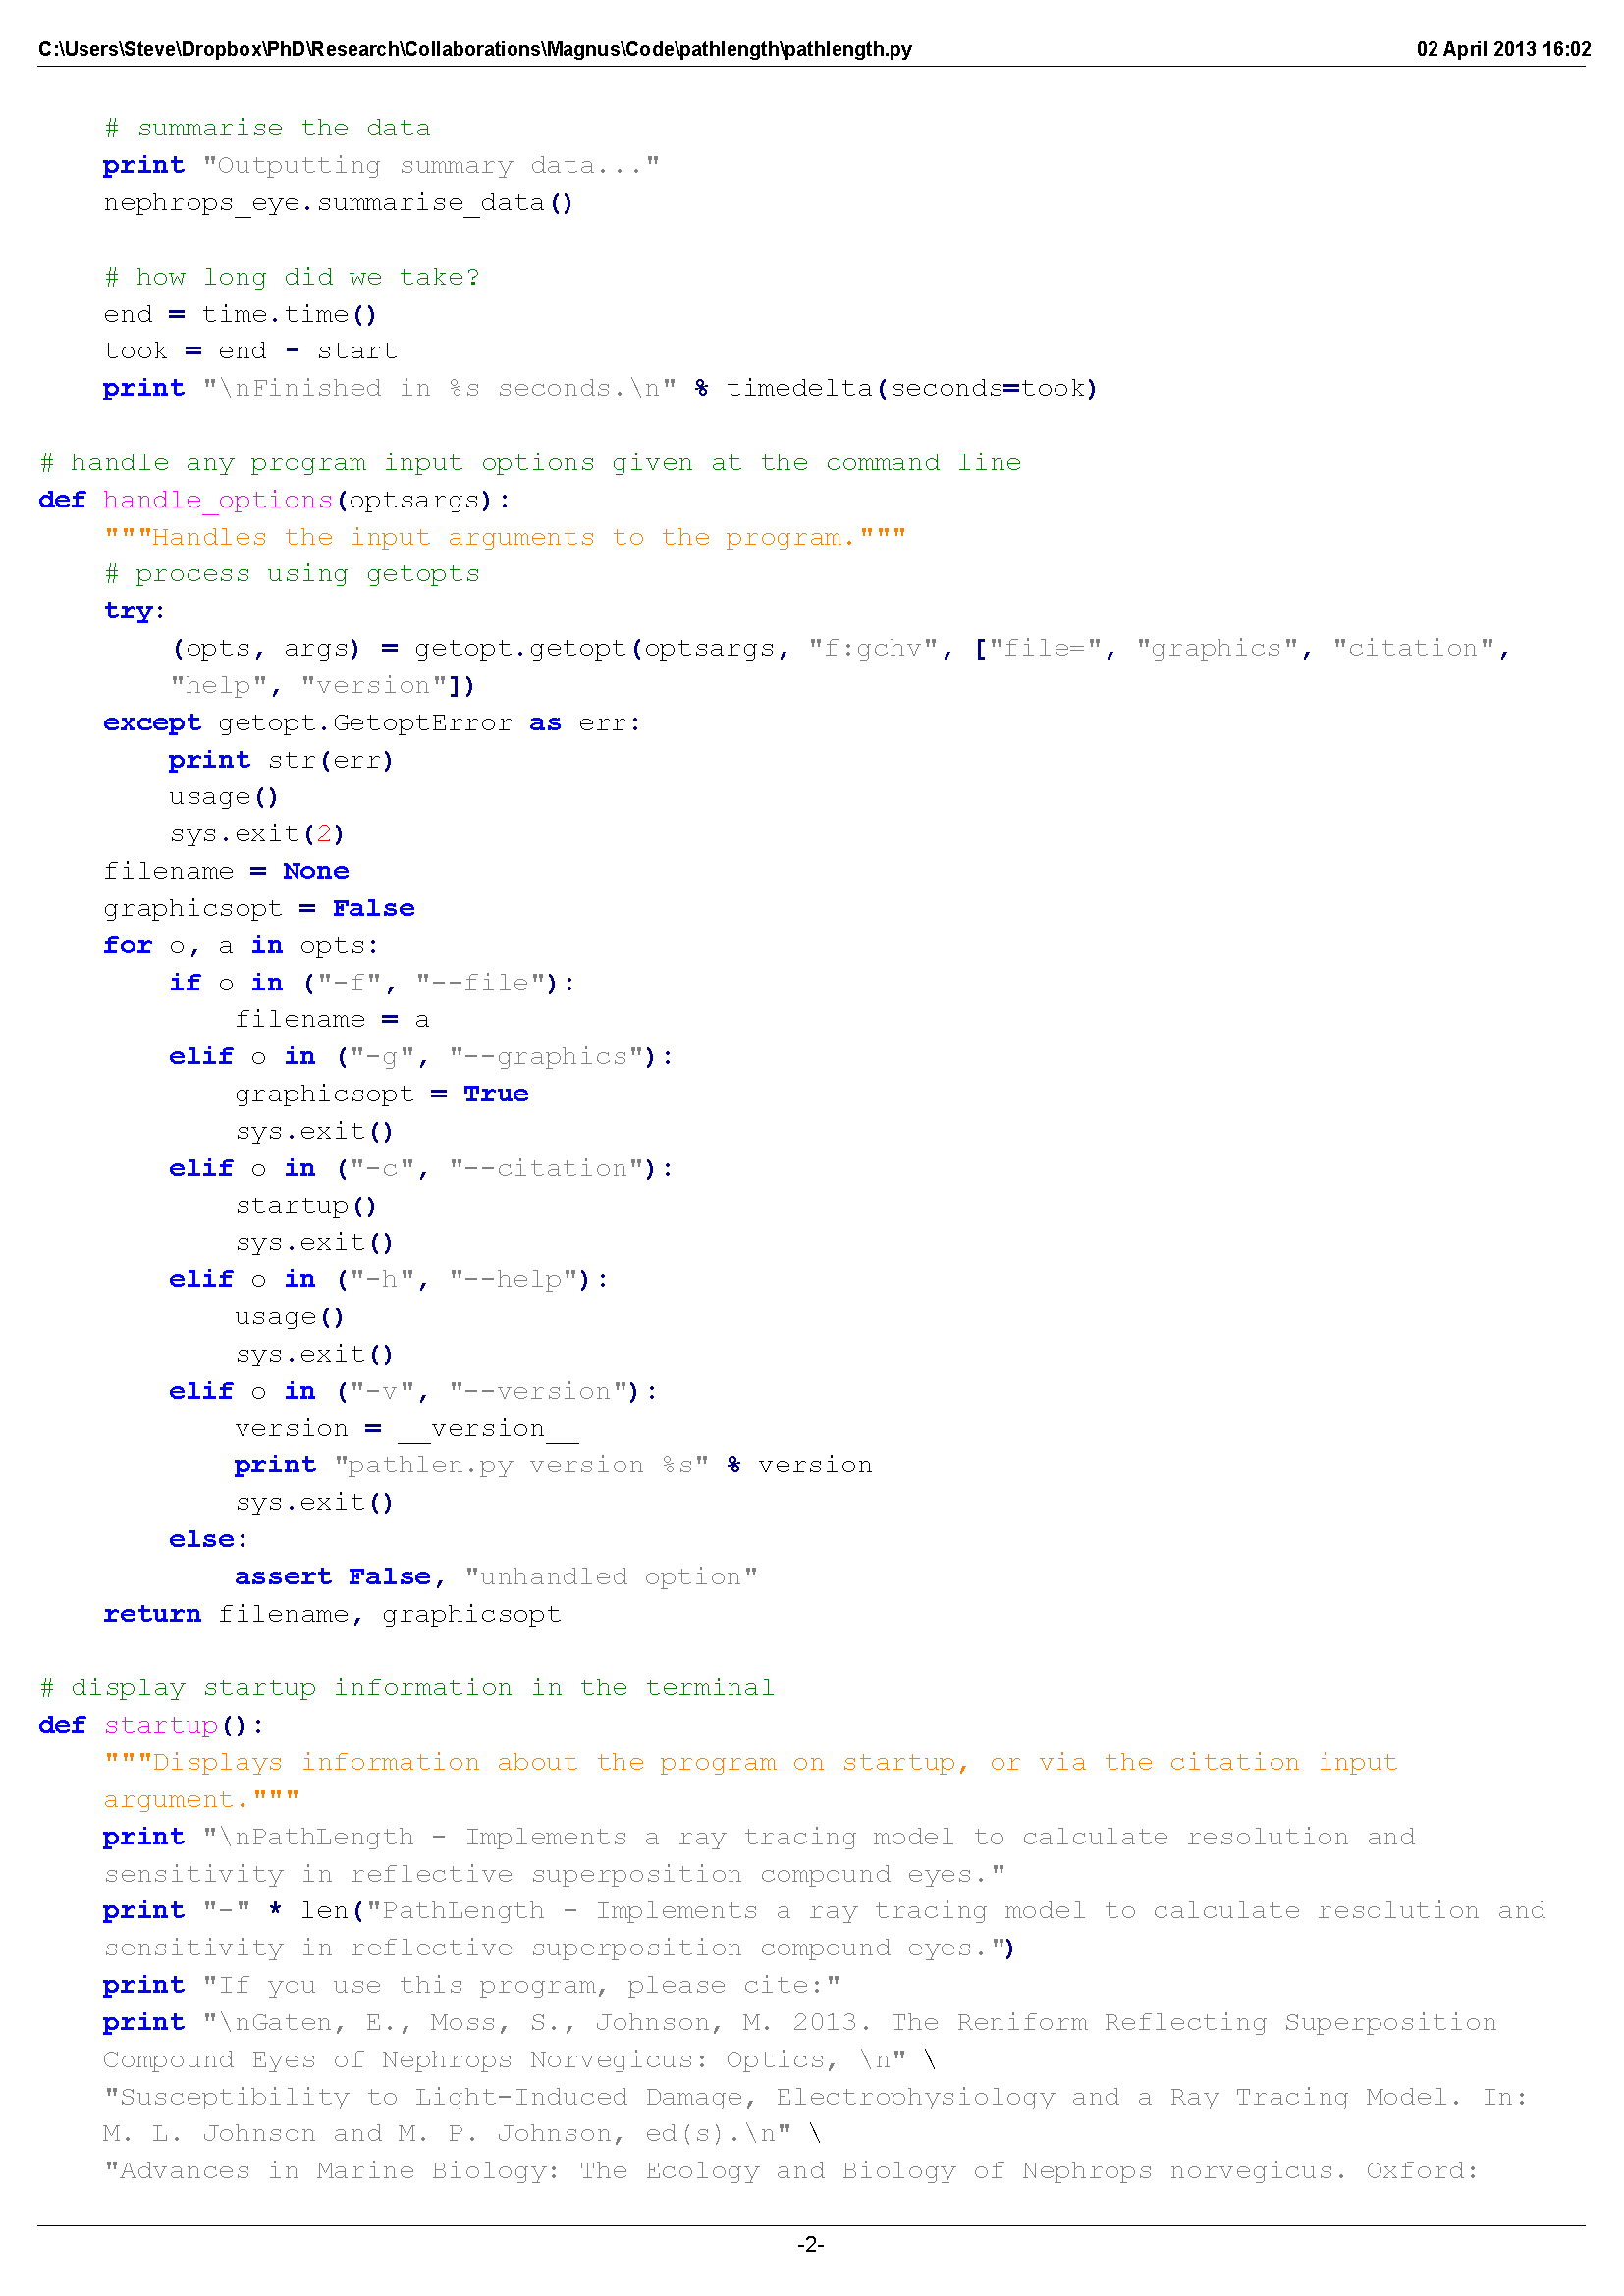 C:\Users\Steve\Dropbox\PhD\Research\Collaborations\Magnus\Code\pathlength\pathlength.py 02 April 2013 16:02
    # summarise the data
    print "Outputting summary data..."
    nephrops_eye.summarise_data()

    # how long did we take?
    end = time.time()
    took = end - start
    print "\nFinished in %s seconds.\n" % timedelta(seconds=took)

# handle any program input options given at the command line
def handle_options(optsargs):
    """Handles the input arguments to the program."""
    # process using getopts
    try:
        (opts, args) = getopt.getopt(optsargs, "f:gchv", ["file=", "graphics", "citation",
        "help", "version"])
    except getopt.GetoptError as err:
        print str(err)
        usage()
        sys.exit(2)
    filename = None
    graphicsopt = False
    for o, a in opts:
        if o in ("-f", "--file"):
            filename = a
        elif o in ("-g", "--graphics"):
            graphicsopt = True
            sys.exit()
        elif o in ("-c", "--citation"):
            startup()
            sys.exit()
        elif o in ("-h", "--help"):
            usage()
            sys.exit()
        elif o in ("-v", "--version"):
            version = __version__
            print "pathlen.py version %s" % version
            sys.exit()
        else:
            assert False, "unhandled option"
    return filename, graphicsopt

# display startup information in the terminal
def startup():
    """Displays information about the program on startup, or via the citation input
    argument."""
    print "\nPathLength - Implements a ray tracing model to calculate resolution and
    sensitivity in reflective superposition compound eyes."
    print "-" * len("PathLength - Implements a ray tracing model to calculate resolution and
    sensitivity in reflective superposition compound eyes.")
    print "If you use this program, please cite:"
    print "\nGaten, E., Moss, S., Johnson, M. 2013. The Reniform Reflecting Superposition
    Compound Eyes of Nephrops Norvegicus: Optics, \n" \
    "Susceptibility to Light-Induced Damage, Electrophysiology and a Ray Tracing Model. In:
    M. L. Johnson and M. P. Johnson, ed(s).\n" \
    "Advances in Marine Biology: The Ecology and Biology of Nephrops norvegicus. Oxford:
-2-